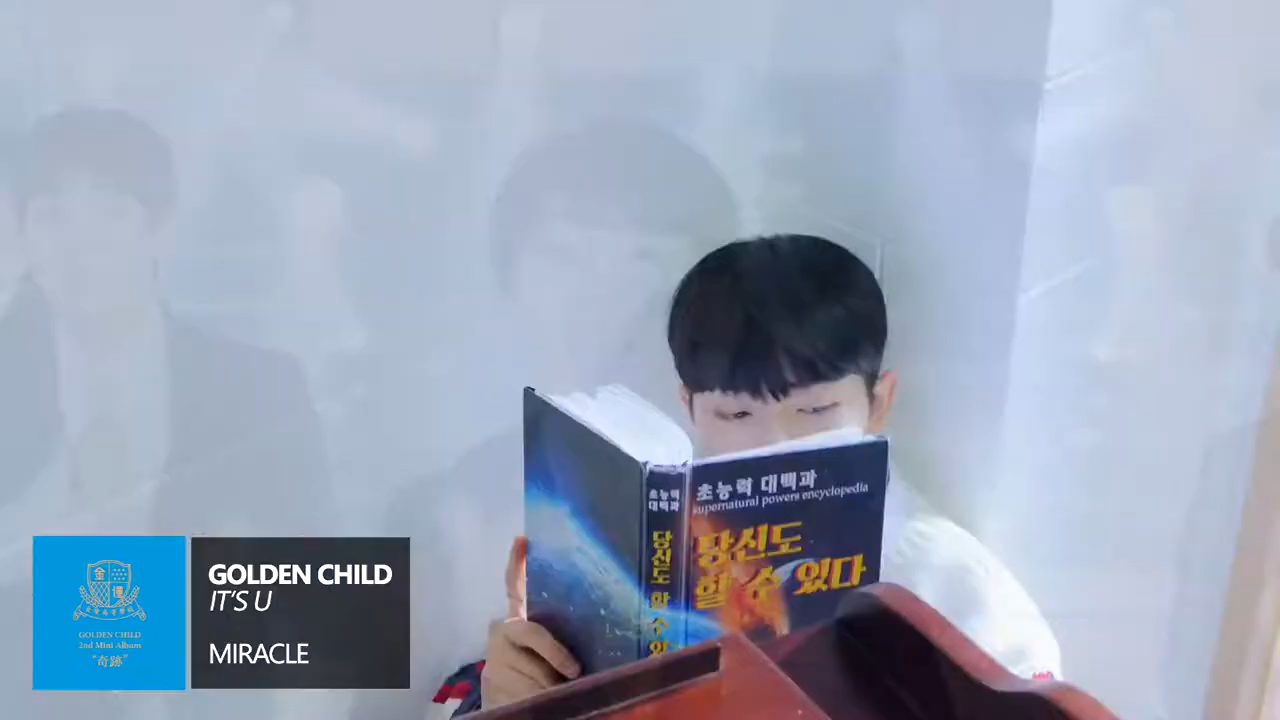 초능력
대백과
당신도 할 수 있
초능력 대백과
supernatural powers encyclopedia
당신도
할 수 있다
金
GOLDEN CHILD
2nd Mini Album
"奇跡"
GOLDEN CHILD
IT'S U
MIRACLE